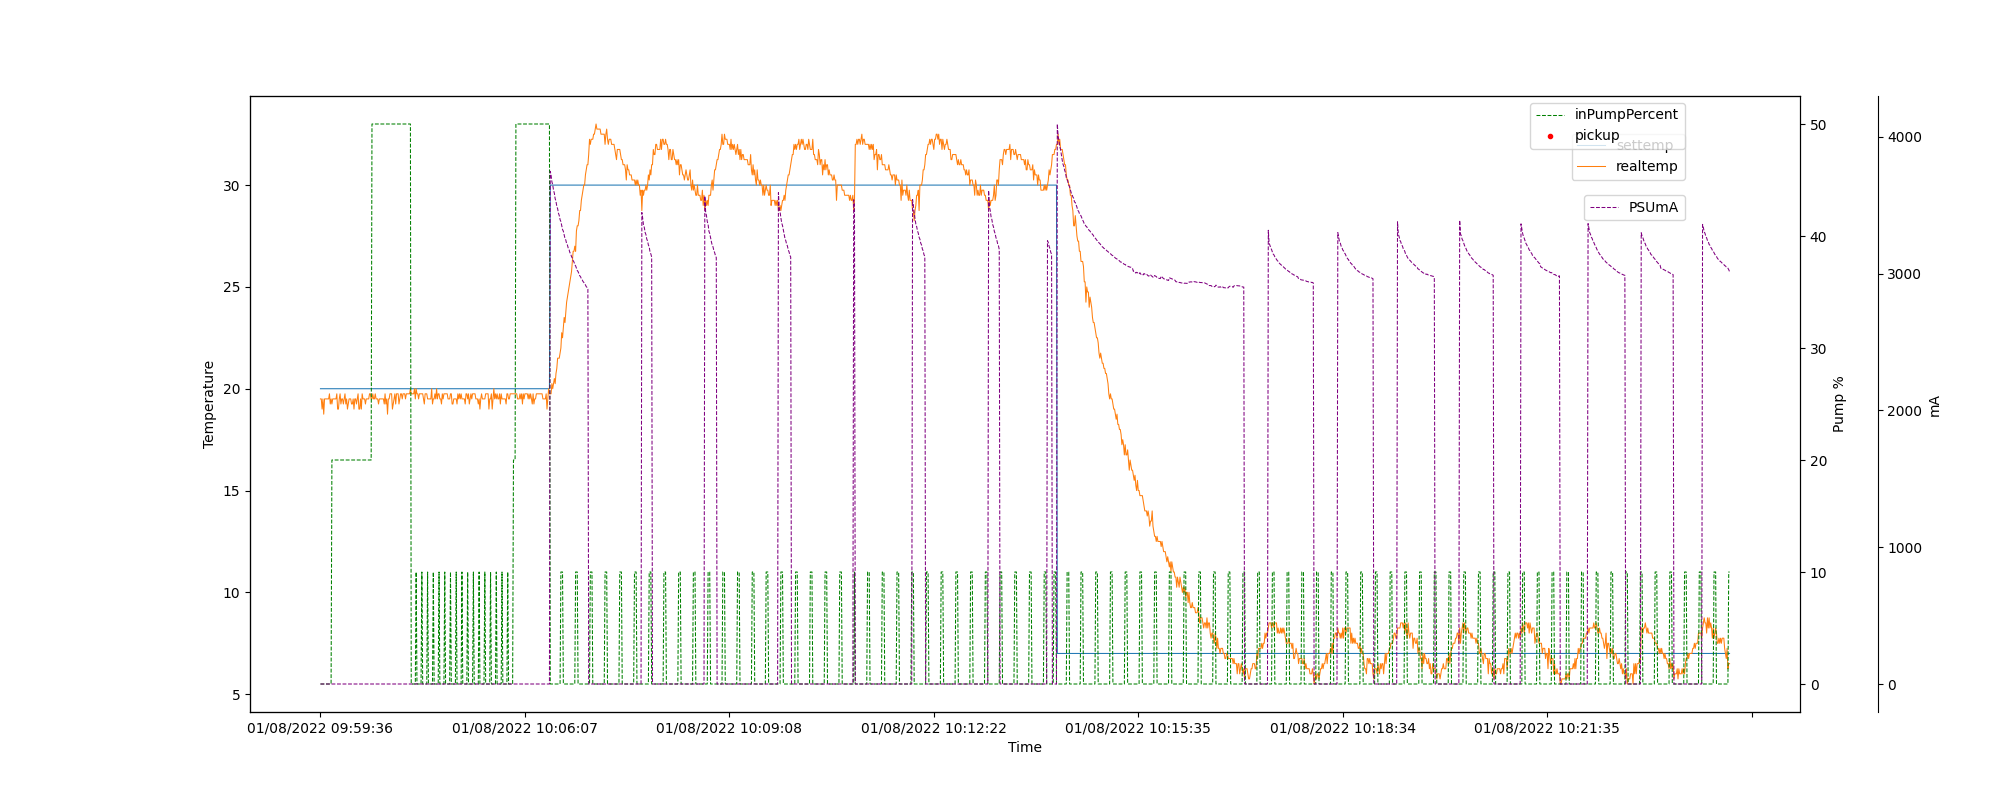 inPumpPercent
pickup
settemp
realtemp
PSUmA
30
25
20
15
10
5
Temperature
50
40
30
20
10
0
Pump %
4000
3000
2000
1000
0
mA
01/08/2022 09:59:36
01/08/2022 10:06:07
01/08/2022 10:09:08
01/08/2022 10:12:22
01/08/2022 10:15:35
01/08/2022 10:18:34
01/08/2022 10:21:35
Time